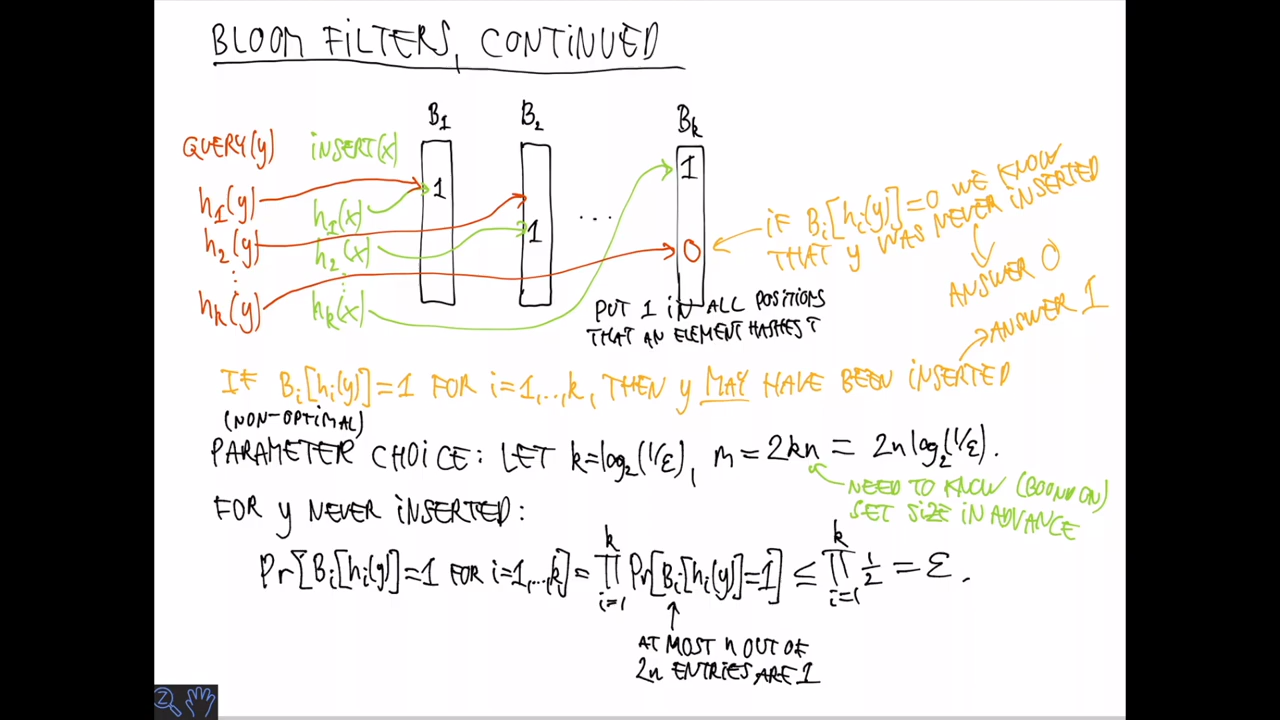 BLOOM FILTERS, CONTINUED
B1 B2 Bk
QUERY(y) INSERT(x)
h1(y) h1(x)
h2(y) h2(x)
⋮ ⋮
hk(y) hk(x)
1 1 ... 1 0
IF Bi[hi(y)]=0 WE KNOW
THAT y WAS NEVER INSERTED
ANSWER 0
PUT 1 IN ALL POSITIONS
THAT AN ELEMENT HASHES T
ANSWER 1
IF Bi[hi(y)]=1 FOR i=1,..,k, THEN y MAY HAVE BEEN INSERTED
(NON-OPTIMAL)
PARAMETER CHOICE: LET k=log2(1/ε), m=2kn=2n log2(1/ε).
NEED TO KNOW (BOUND ON)
SET SIZE IN ADVANCE
FOR y NEVER INSERTED:
Pr[Bi[hi(y)]=1 FOR i=1,...,k]=∏_{i=1}^{k} Pr[Bi[hi(y)]=1] ≤ ∏_{i=1}^{k} 1/2 = ε.
AT MOST n OUT OF
2n ENTRIES ARE 1
Z